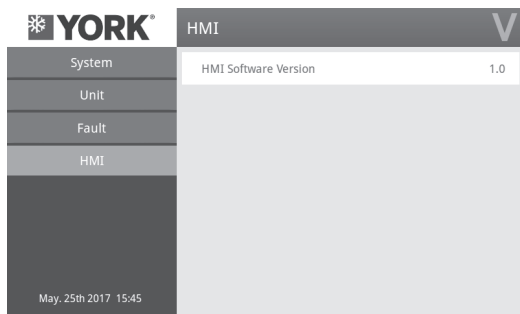 YORK®
HMI
V
System
HMI Software Version 1.0
Unit
Fault
HMI
May. 25th 2017 15:45